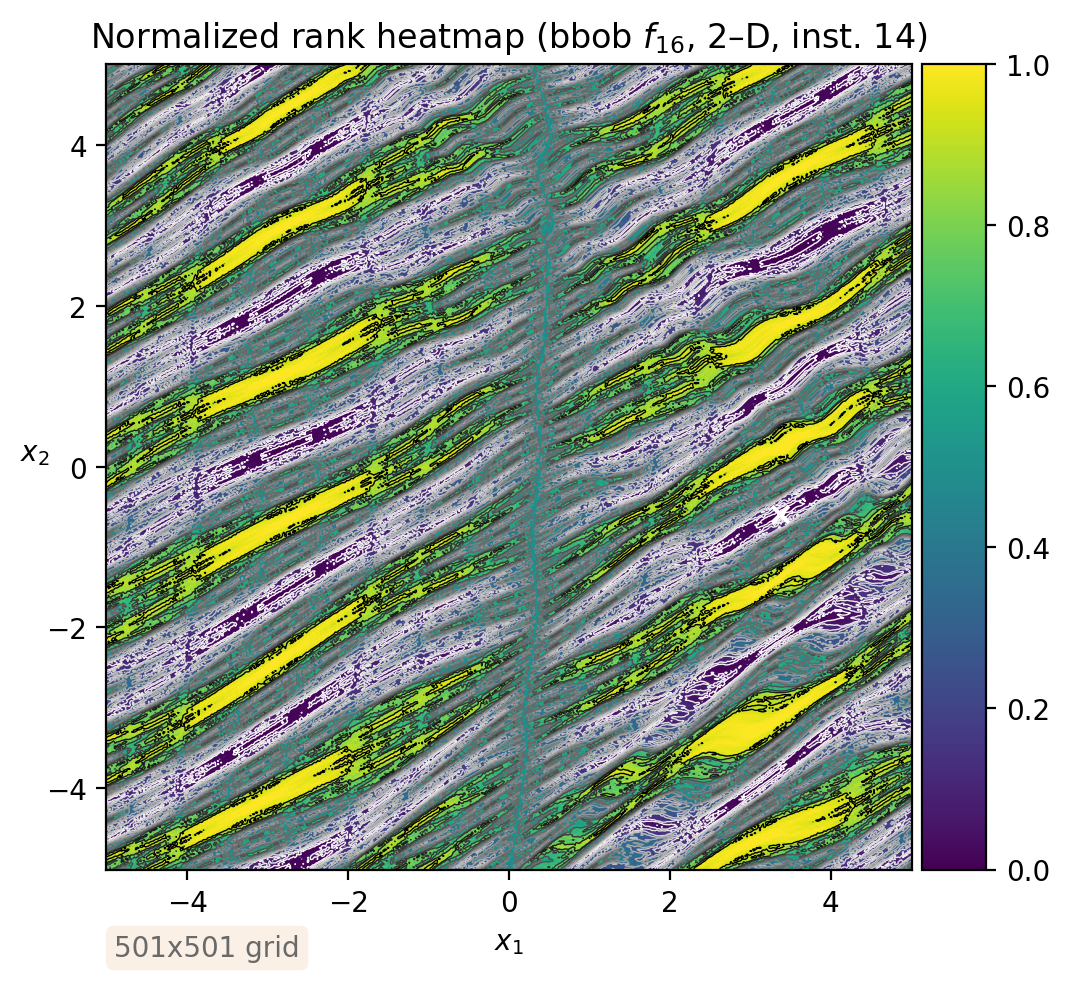 Normalized rank heatmap (bbob f₁₆, 2–D, inst. 14)
1.0
0.8
0.6
0.4
0.2
0.0
4
2
0
−2
−4
x₂
−4 −2 0 2 4
x₁
501x501 grid